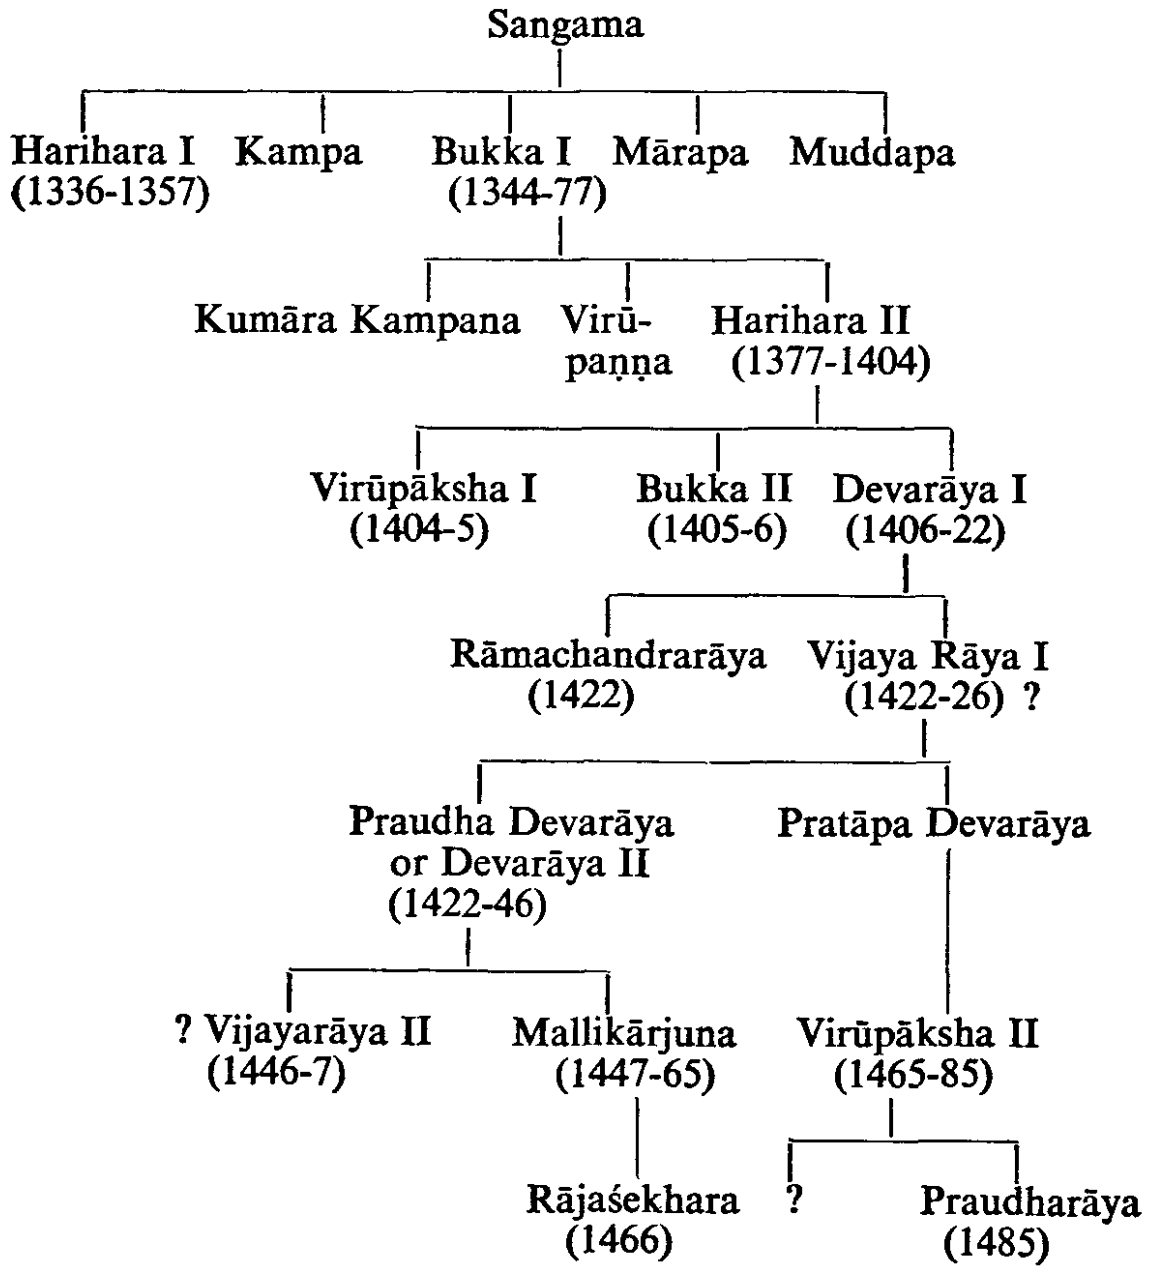 Sangama
Harihara I Kampa Bukka I Mārapa Muddapa
(1336-1357) (1344-77)
Kumāra Kampana Virū- Harihara II
paṇṇa (1377-1404)
Virūpāksha I Bukka II Devarāya I
(1404-5) (1405-6) (1406-22)
Rāmachandrarāya Vijaya Rāya I
(1422) (1422-26) ?
Praudha Devarāya Pratāpa Devarāya
or Devarāya II
(1422-46)
? Vijayarāya II Mallikārjuna Virūpāksha II
(1446-7) (1447-65) (1465-85)
Rājaśekhara ? Praudharāya
(1466) (1485)